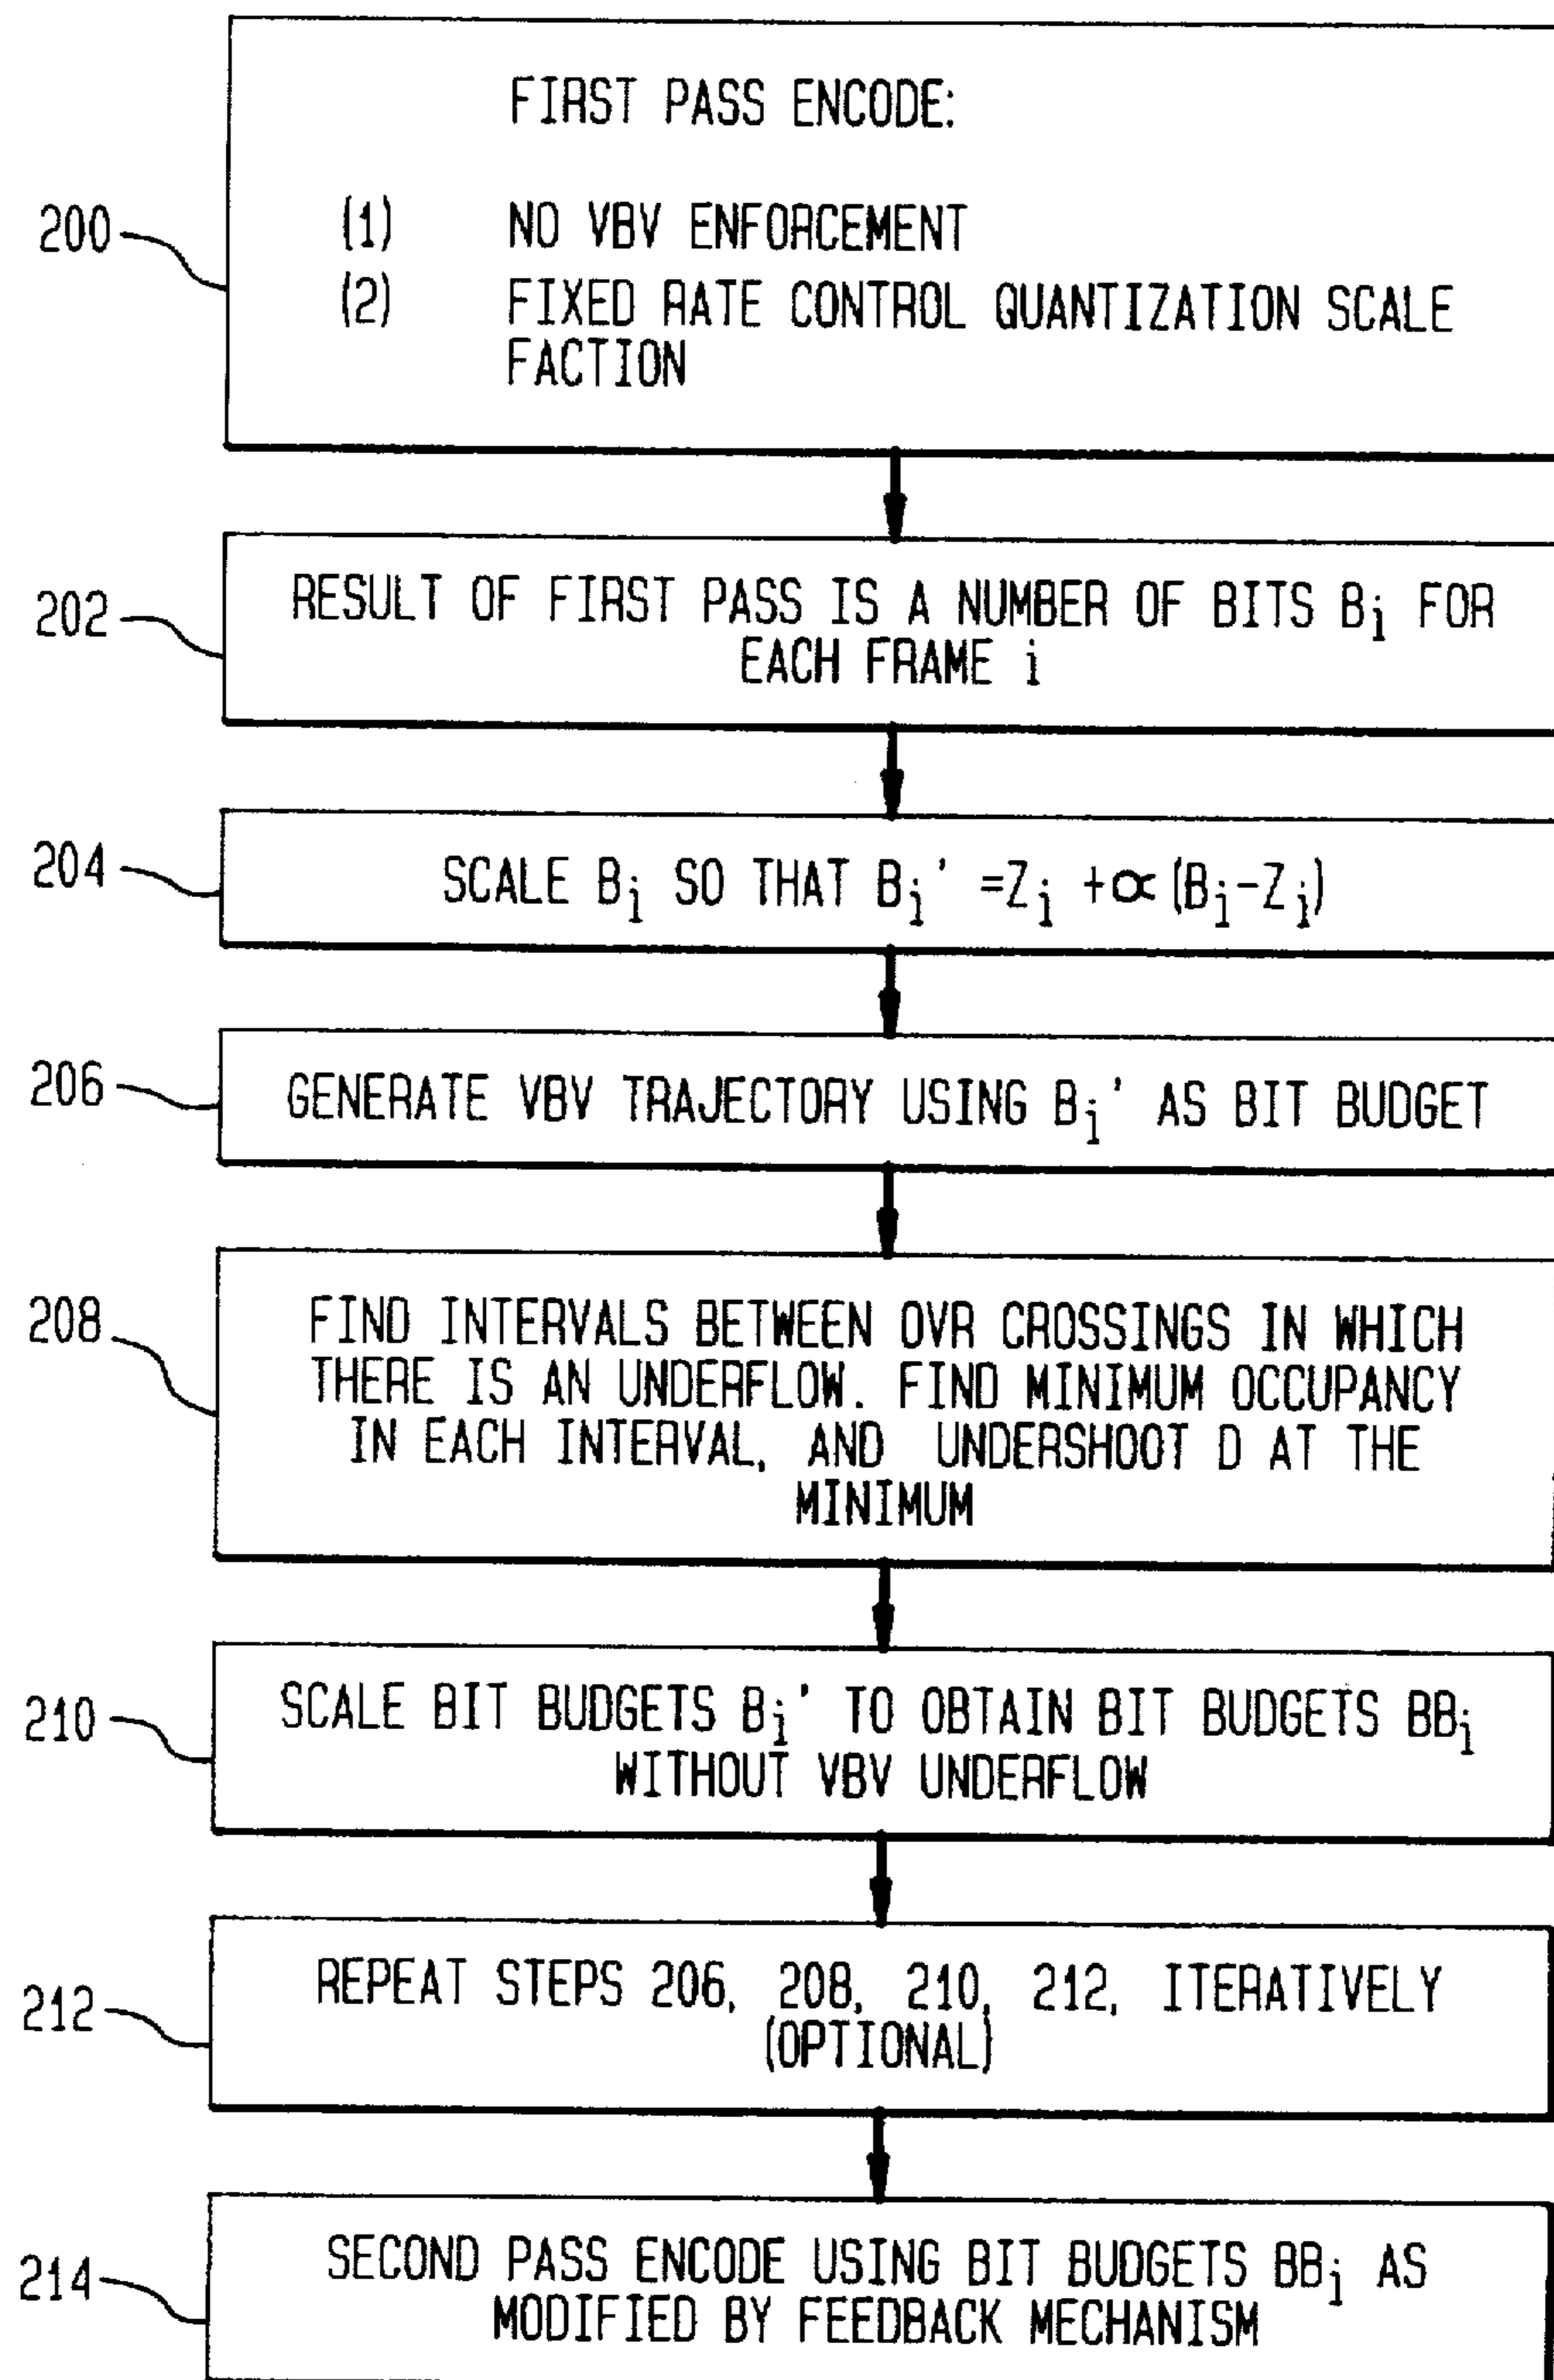 FIRST PASS ENCODE:
200
(1) NO VBV ENFORCEMENT
(2) FIXED RATE CONTROL QUANTIZATION SCALE
FACTION
202
RESULT OF FIRST PASS IS A NUMBER OF BITS Bi FOR
EACH FRAME i
204
SCALE Bi SO THAT Bi' =Zi +∝(Bi-Zi)
206
GENERATE VBV TRAJECTORY USING Bi' AS BIT BUDGET
208
FIND INTERVALS BETWEEN OVR CROSSINGS IN WHICH
THERE IS AN UNDERFLOW. FIND MINIMUM OCCUPANCY
IN EACH INTERVAL, AND UNDERSHOOT D AT THE
MINIMUM
210
SCALE BIT BUDGETS Bi' TO OBTAIN BIT BUDGETS BBi
WITHOUT VBV UNDERFLOW
212
REPEAT STEPS 206, 208, 210, 212, ITERATIVELY
(OPTIONAL)
214
SECOND PASS ENCODE USING BIT BUDGETS BBi AS
MODIFIED BY FEEDBACK MECHANISM